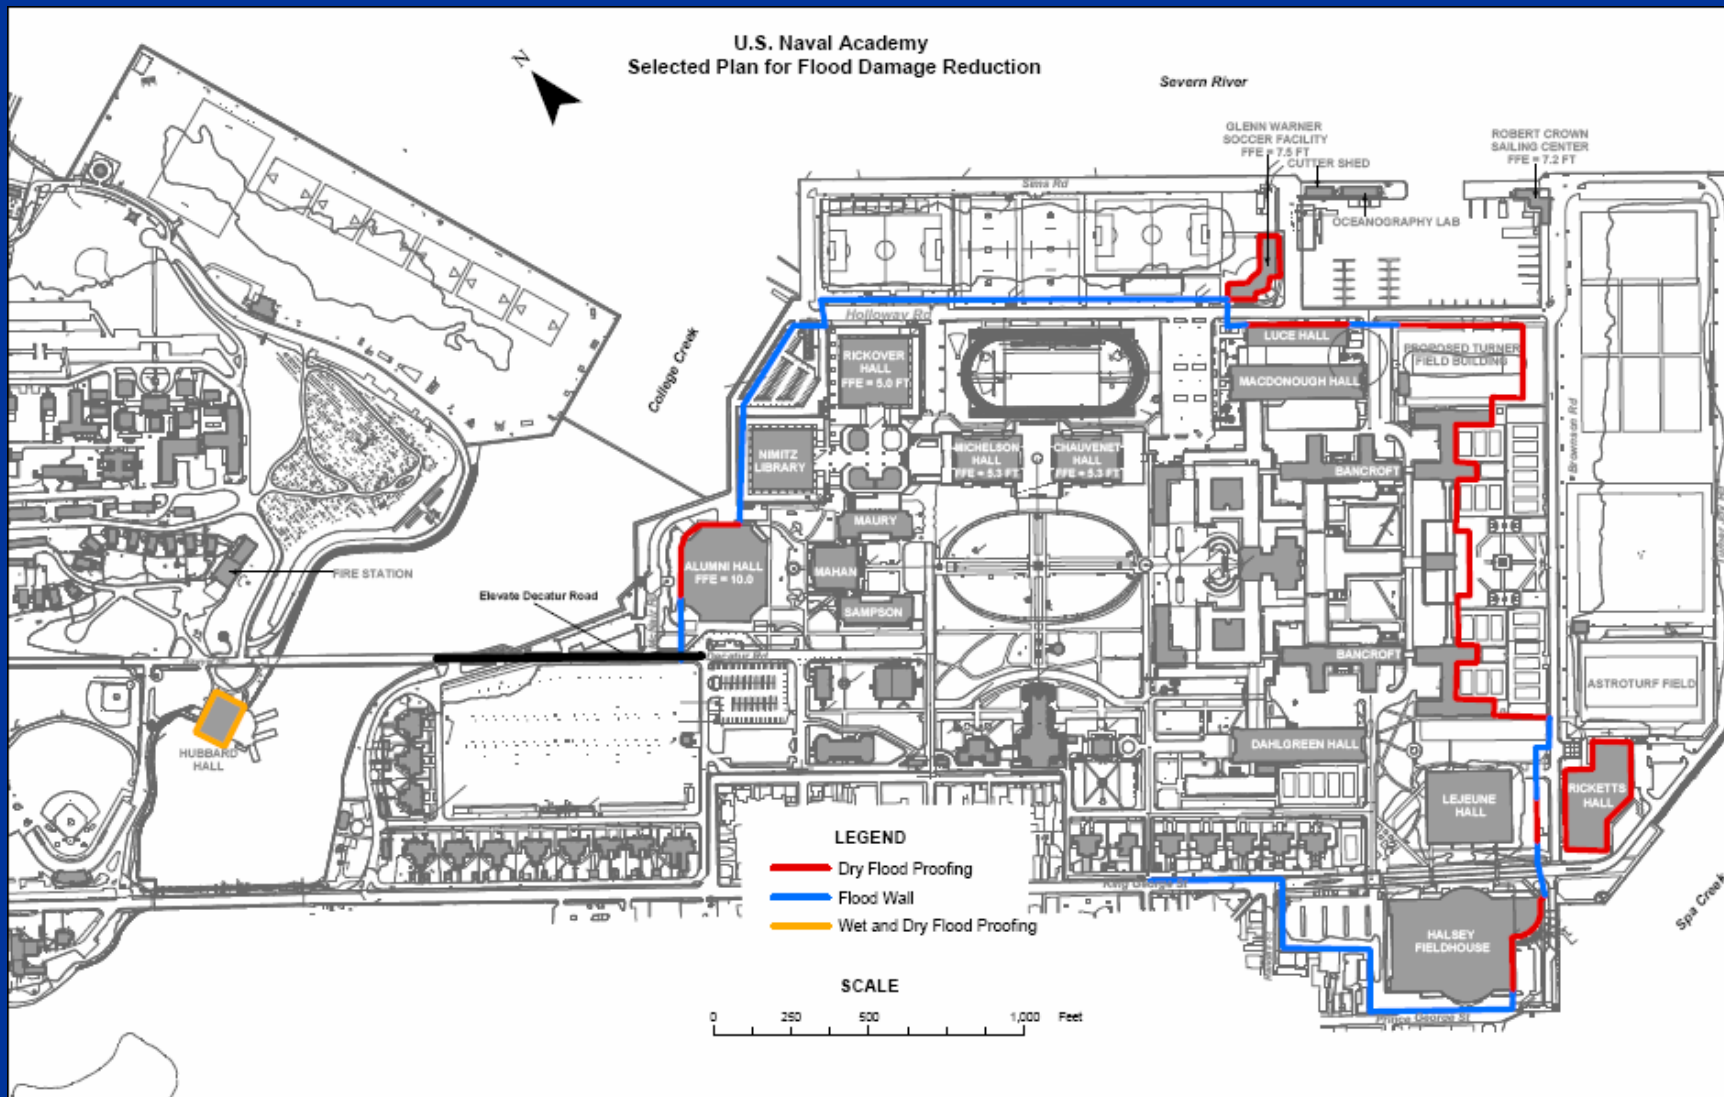 U.S. Naval Academy
Selected Plan for Flood Damage Reduction
N
Severn River
GLENN WARNER
SOCCER FACILITY
FFE = 7.5 FT
CUTTER SHED
ROBERT CROWN
SAILING CENTER
FFE = 7.2 FT
Sims Rd
OCEANOGRAPHY LAB
Holloway Rd
College Creek
RICKOVER
HALL
FFE = 5.0 FT
LUCE HALL
PROPOSED TURNER
FIELD BUILDING
MACDONOUGH HALL
Brownson Rd
NIMITZ
LIBRARY
MICHELSON
HALL
FFE = 5.3 FT
CHAUVENET
HALL
FFE = 5.3 FT
BANCROFT
MAURY
ALUMNI HALL
FFE = 10.0
MAHAN
FIRE STATION
Elevate Decatur Road
SAMPSON
Decatur Rd
BANCROFT
ASTROTURF FIELD
HUBBARD
HALL
DAHLGREEN HALL
LEJEUNE
HALL
RICKETTS
HALL
King George St
HALSEY
FIELDHOUSE
Spa Creek
Prince George St
LEGEND
Dry Flood Proofing
Flood Wall
Wet and Dry Flood Proofing
SCALE
0 250 500 1,000 Feet